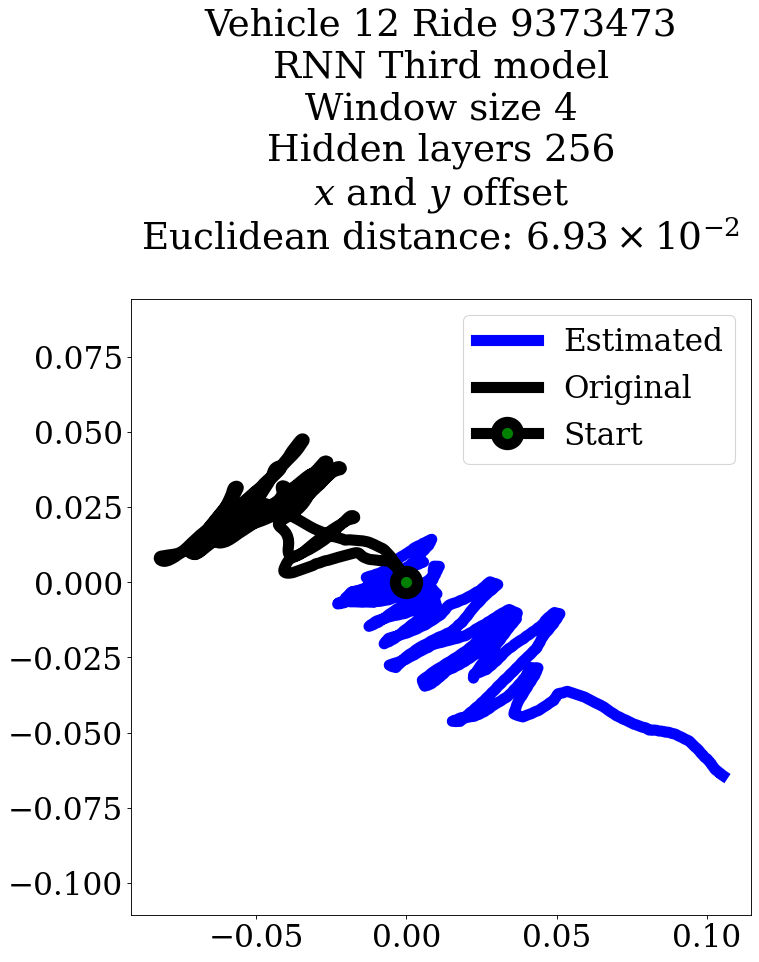 Vehicle 12 Ride 9373473
RNN Third model
Window size 4
Hidden layers 256
x and y offset
Euclidean distance: 6.93 × 10⁻²
Estimated
Original
Start
0.075
0.050
0.025
0.000
−0.025
−0.050
−0.075
−0.100
−0.05 0.00 0.05 0.10